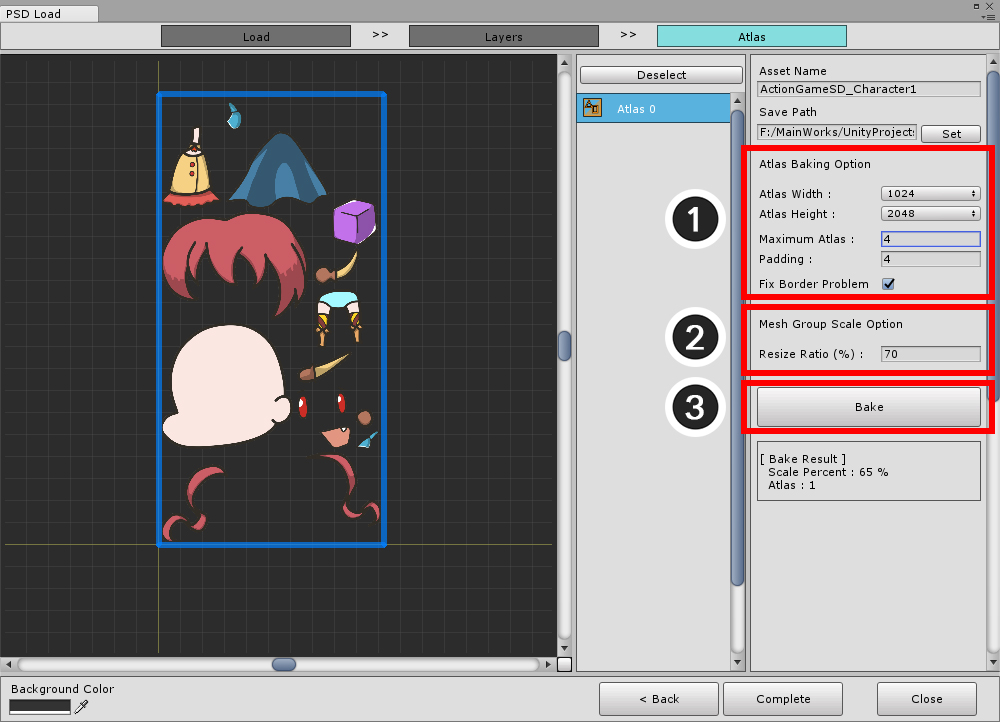 PSD Load
Load >> Layers >> Atlas
Deselect
Atlas 0
Asset Name
ActionGameSD_Character1
Save Path
F:/MainWorks/UnityProject: Set
1
Atlas Baking Option
Atlas Width : 1024
Atlas Height : 2048
Maximum Atlas : 4
Padding : 4
Fix Border Problem
2
Mesh Group Scale Option
Resize Ratio (%) : 70
3
Bake
[ Bake Result ]
Scale Percent : 65 %
Atlas : 1
Background Color
< Back Complete Close